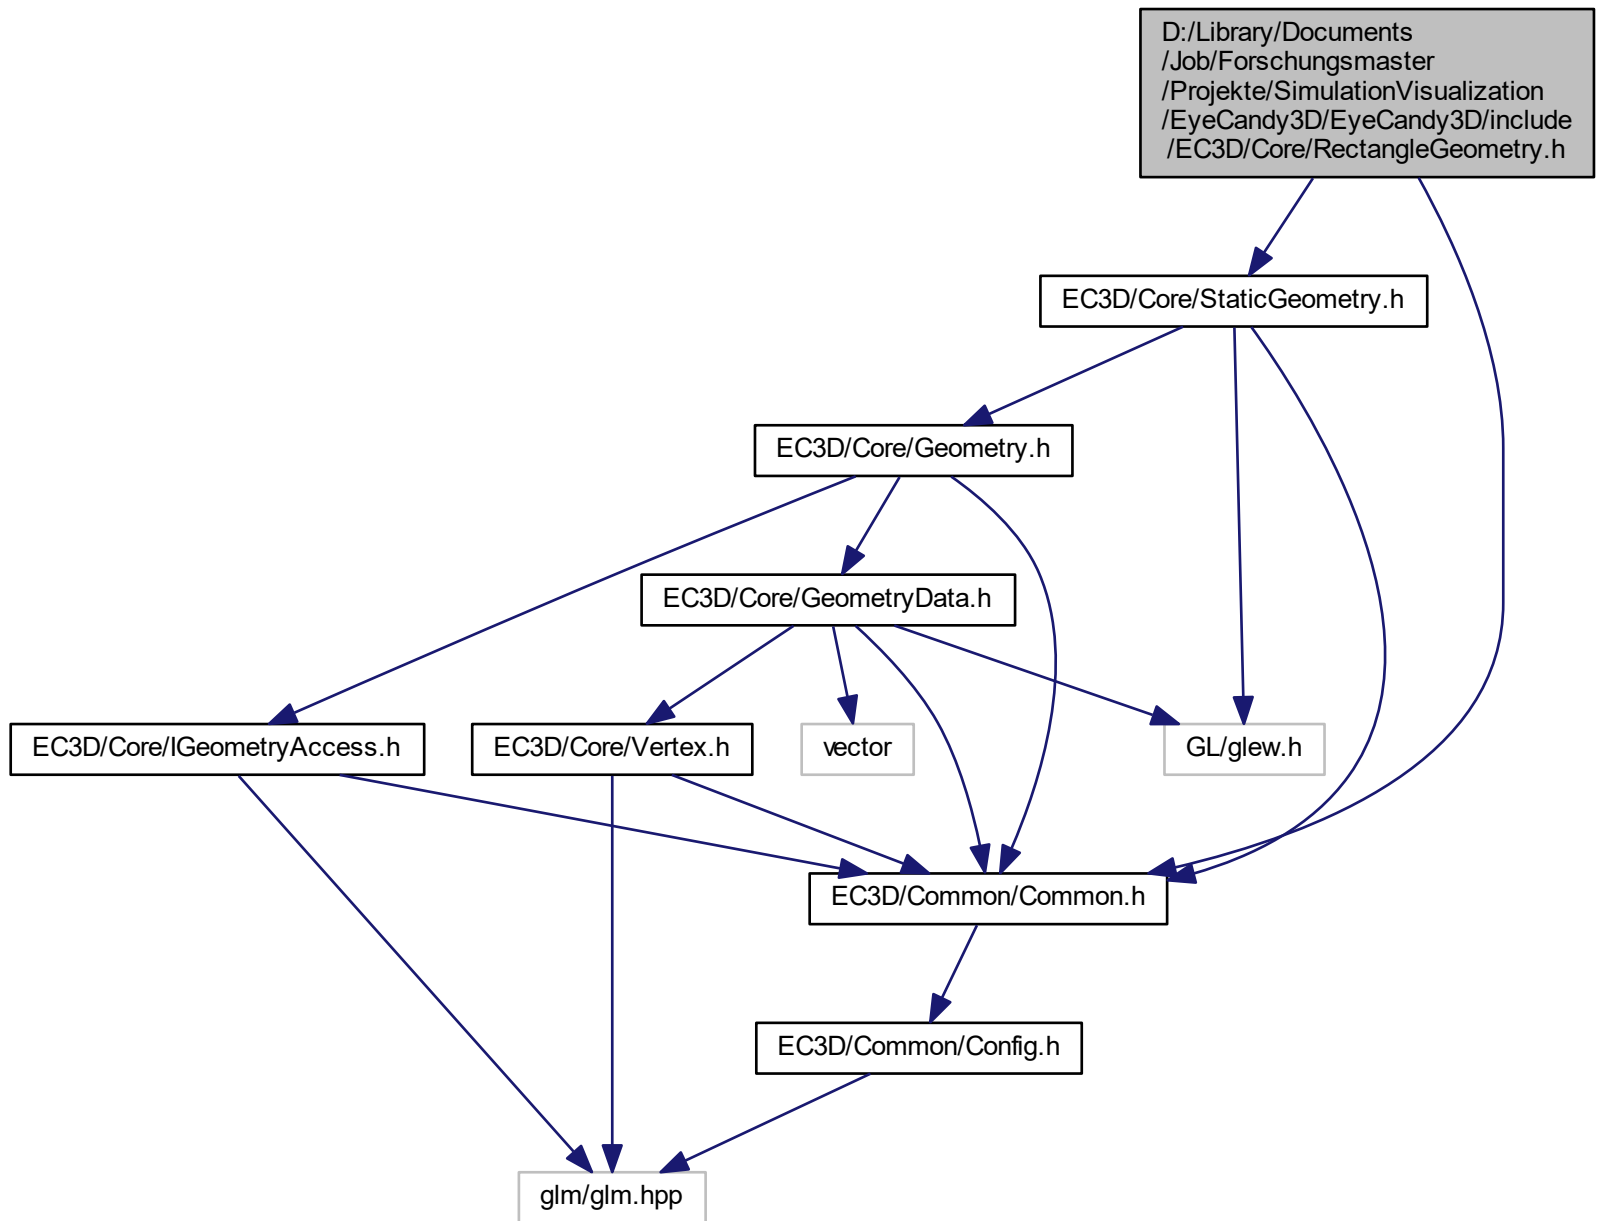 D:/Library/Documents
/Job/Forschungsmaster
/Projekte/SimulationVisualization
/EyeCandy3D/EyeCandy3D/include
/EC3D/Core/RectangleGeometry.h
EC3D/Core/StaticGeometry.h
EC3D/Core/Geometry.h
EC3D/Core/GeometryData.h
EC3D/Core/IGeometryAccess.h
EC3D/Core/Vertex.h
vector
GL/glew.h
EC3D/Common/Common.h
EC3D/Common/Config.h
glm/glm.hpp